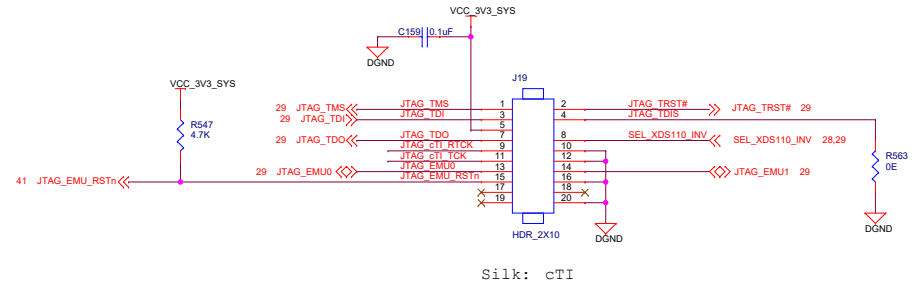 VCC_3V3_SYS
C159 0.1uF
DGND
J19
VCC_3V3_SYS
29 JTAG_TMS JTAG_TMS 1 2 JTAG_TRST# JTAG_TRST# 29
29 JTAG_TDI JTAG_TDI 3 4 JTAG_TDIS
5
R547
4.7K
29 JTAG_TDO JTAG_TDO 7 8 SEL_XDS110_INV SEL_XDS110_INV 28,29
JTAG_cTI_RTCK 9 10
JTAG_cTI_TCK 11 12
R563
0E
29 JTAG_EMU0 JTAG_EMU0 13 14 JTAG_EMU1 29
41 JTAG_EMU_RSTn JTAG_EMU_RSTn 15 16
17 18
19 20
HDR_2X10
DGND
DGND
Silk: cTI